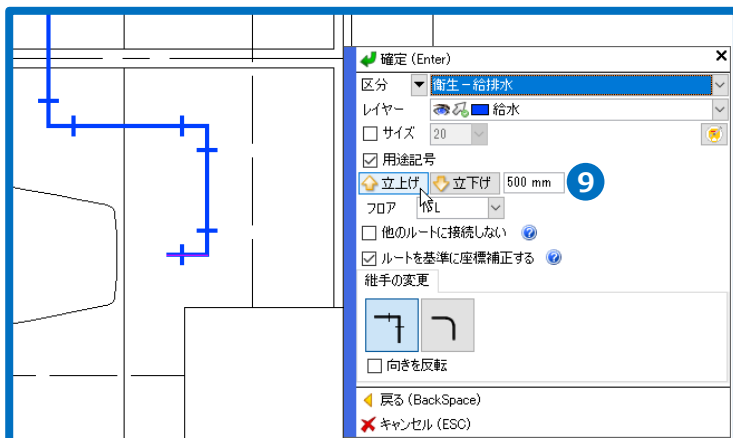 確定 (Enter)
区分 衛生－給排水
レイヤー 給水
サイズ 20
用途記号
立上げ 立下げ 500 mm 9
フロア
他のルートに接続しない
ルートを基準に座標補正する
継手の変更
向きを反転
戻る (BackSpace)
キャンセル (ESC)